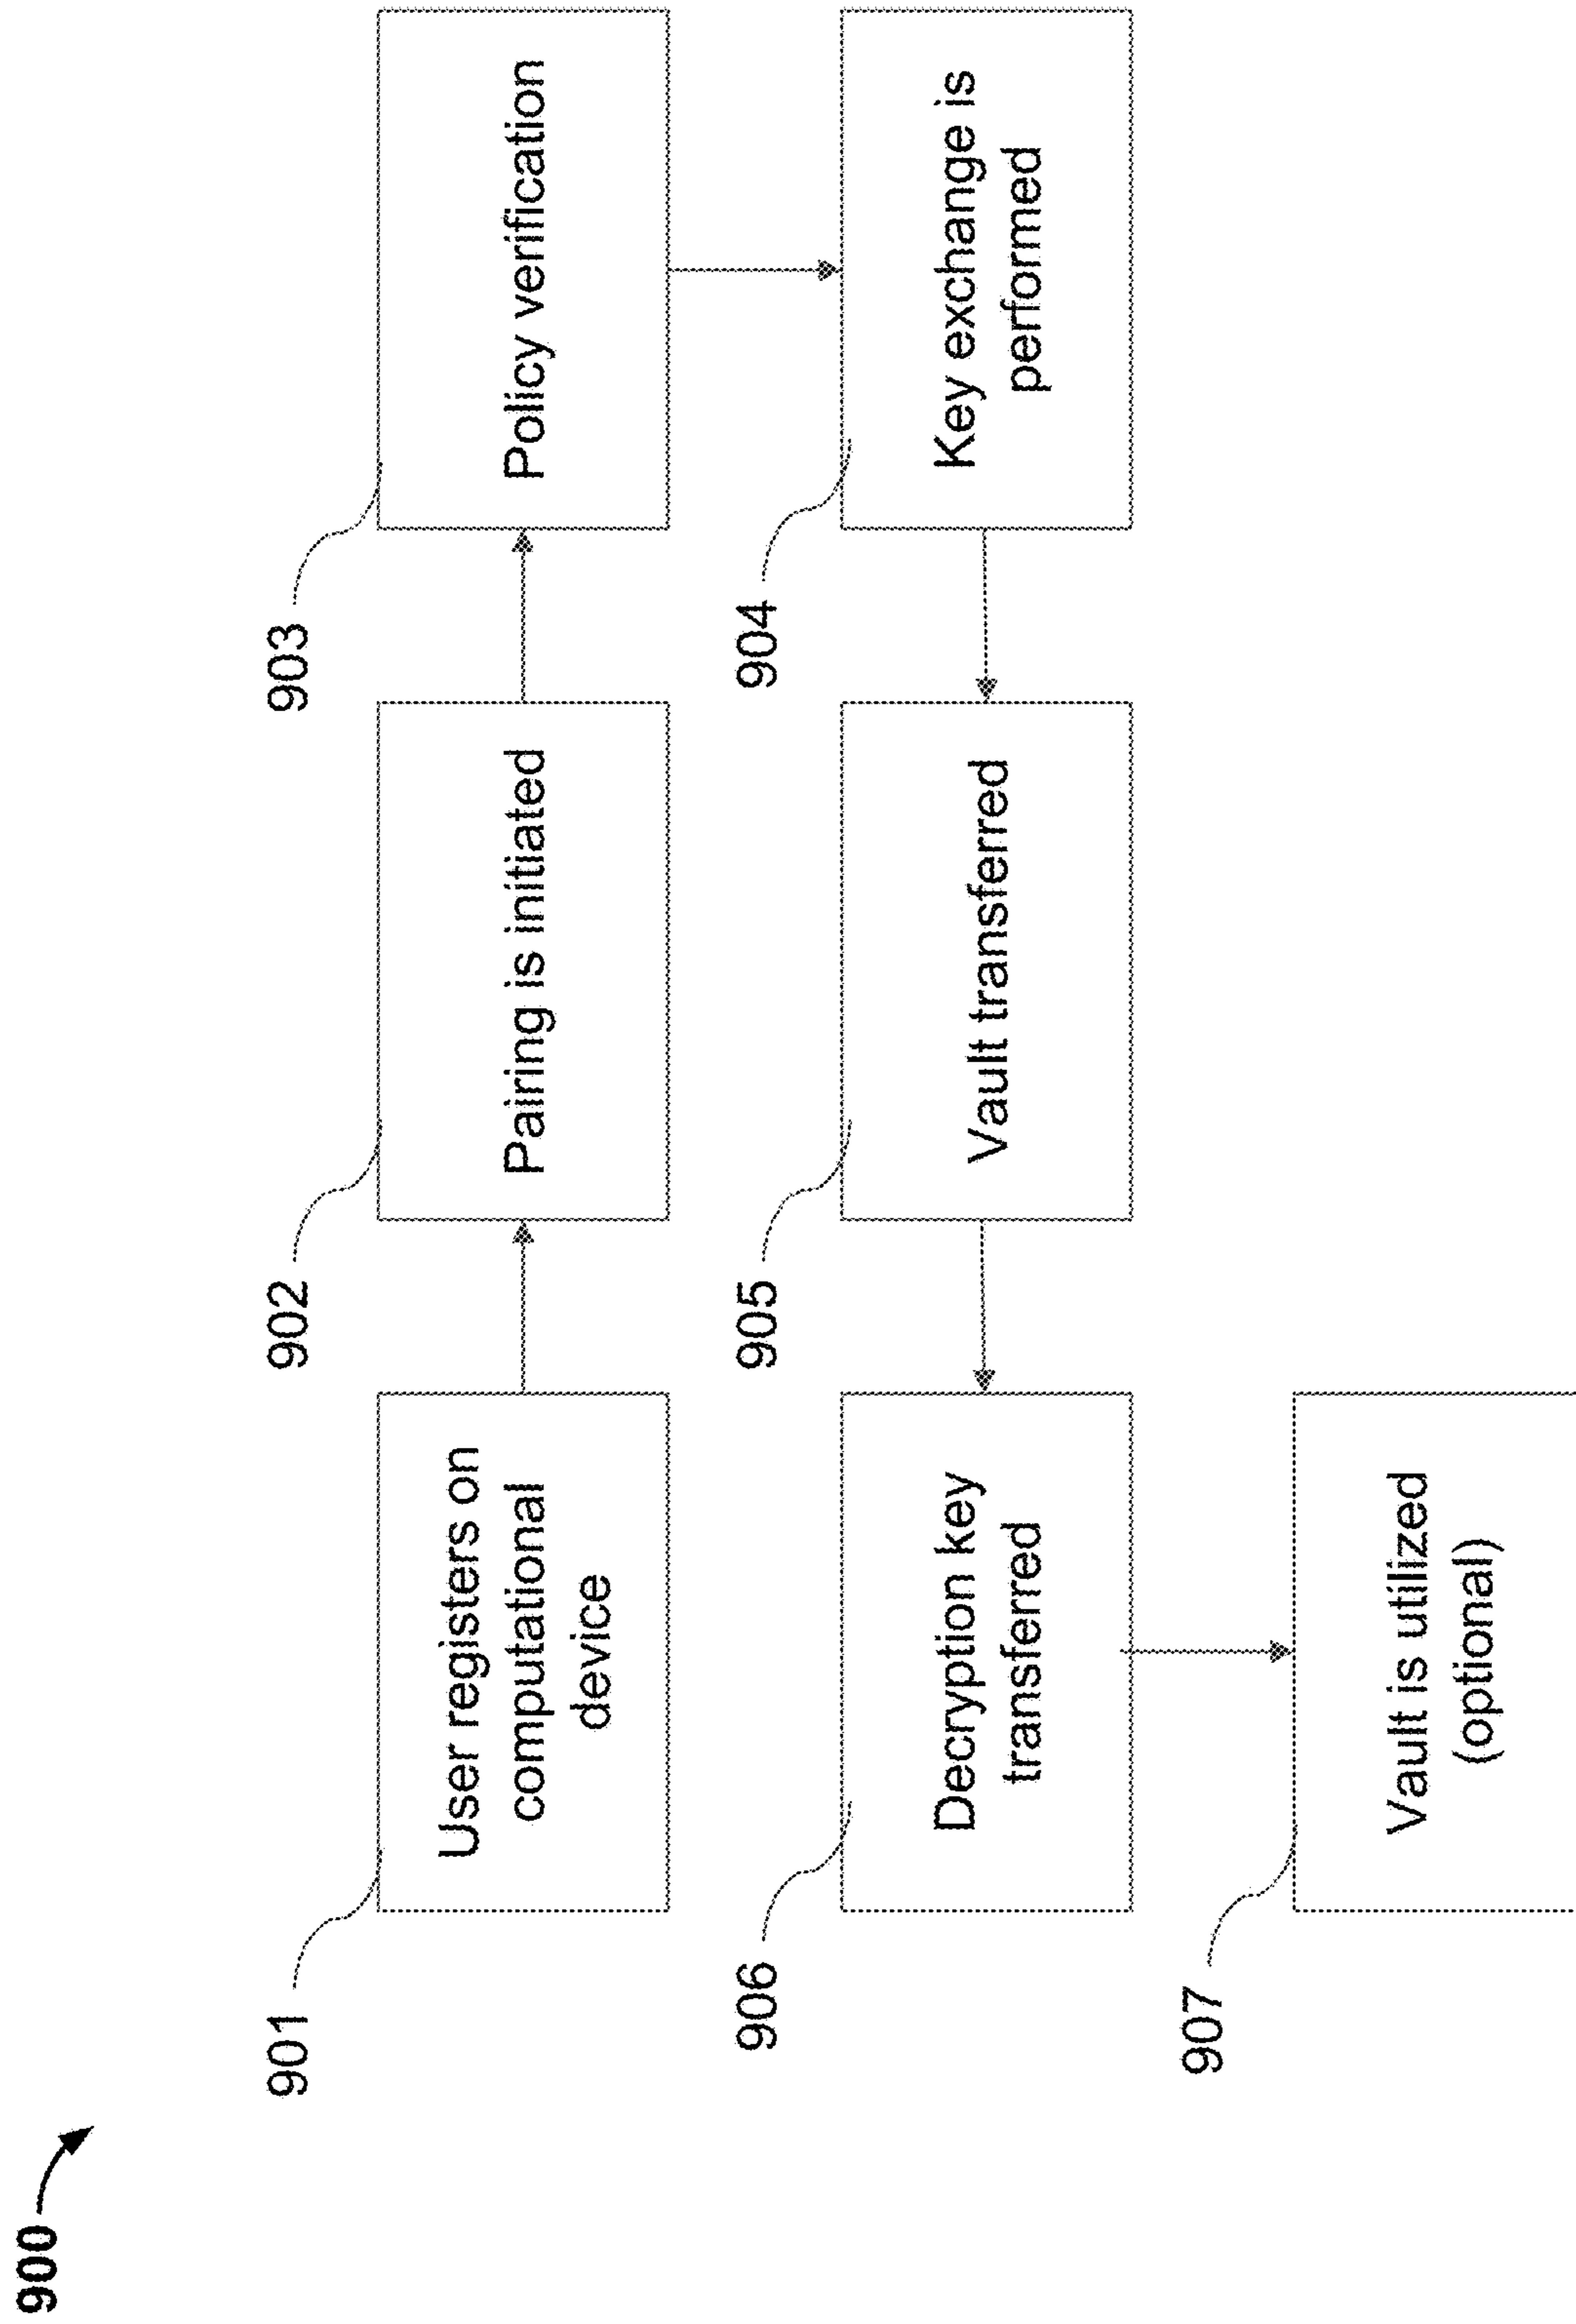 900
901
User registers on
computational
device
902
Pairing is initiated
903
Policy verification
904
Key exchange is
performed
905
Vault transferred
906
Decryption key
transferred
907
Vault is utilized
(optional)